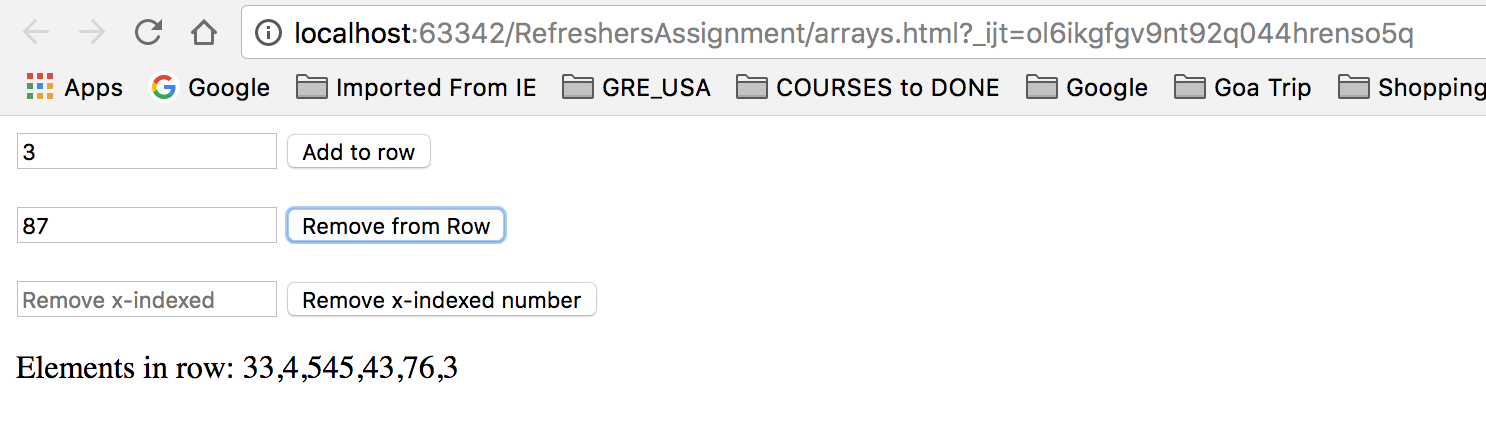 localhost:63342/RefreshersAssignment/arrays.html?_ijt=ol6ikgfgv9nt92q044hrenso5q
Apps Google Imported From IE GRE_USA COURSES to DONE Google Goa Trip Shopping
3 Add to row
87 Remove from Row
Remove x-indexed Remove x-indexed number
Elements in row: 33,4,545,43,76,3